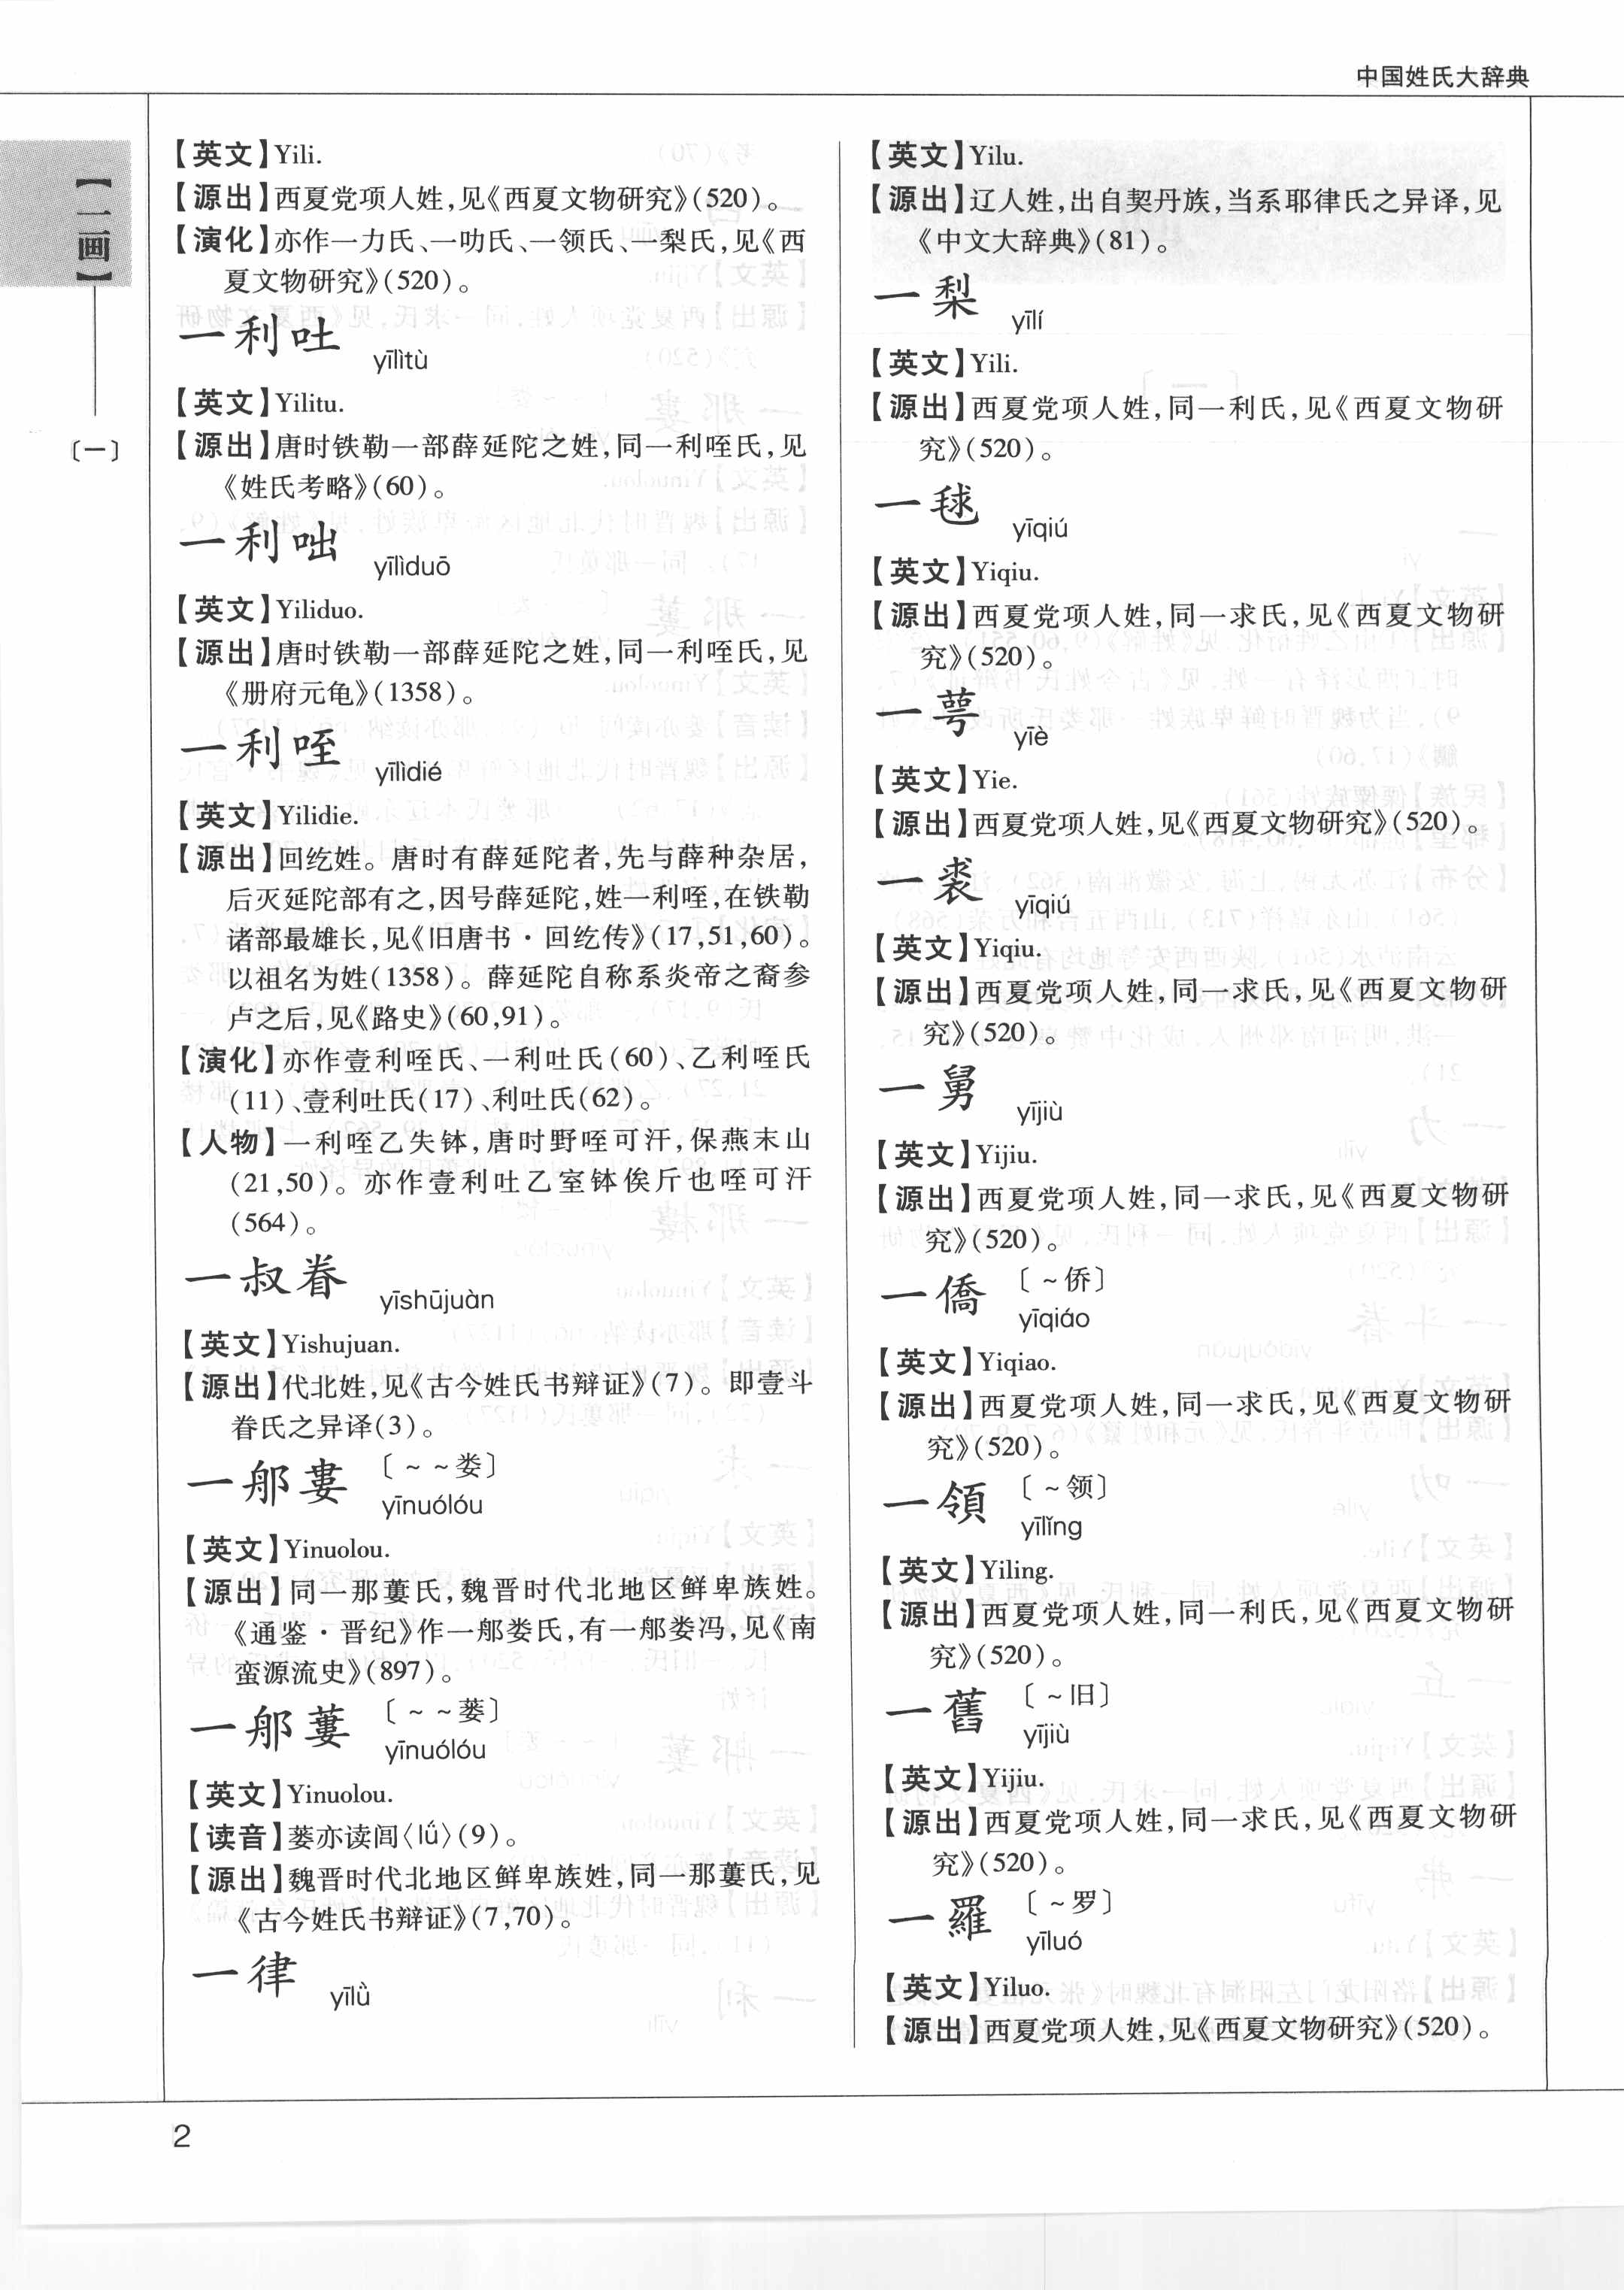 中国姓氏大辞典
【一画】
〔一〕
【英文】Yili.
【源出】西夏党项人姓,见《西夏文物研究》(520)。
【演化】亦作一力氏、一叻氏、一领氏、一梨氏,见《西
夏文物研究》(520)。
一利吐 yīlìtù
【英文】Yilitu.
【源出】唐时铁勒一部薛延陀之姓,同一利咥氏,见
《姓氏考略》(60)。
一利咄 yīlìduō
【英文】Yiliduo.
【源出】唐时铁勒一部薛延陀之姓,同一利咥氏,见
《册府元龟》(1358)。
一利咥 yīlìdié
【英文】Yilidie.
【源出】回纥姓。唐时有薛延陀者,先与薛种杂居,
后灭延陀部有之,因号薛延陀,姓一利咥,在铁勒
诸部最雄长,见《旧唐书·回纥传》(17,51,60)。
以祖名为姓(1358)。薛延陀自称系炎帝之裔参
卢之后,见《路史》(60,91)。
【演化】亦作壹利咥氏、一利吐氏(60)、乙利咥氏
(11)、壹利吐氏(17)、利吐氏(62)。
【人物】一利咥乙失钵,唐时野咥可汗,保燕末山
(21,50)。亦作壹利吐乙室钵俟斤也咥可汗
(564)。
一叔眷 yīshūjuàn
【英文】Yishujuan.
【源出】代北姓,见《古今姓氏书辩证》(7)。即壹斗
眷氏之异译(3)。
一郍婁〔~~娄〕 yīnuólóu
【英文】Yinuolou.
【源出】同一那蔞氏,魏晋时代北地区鲜卑族姓。
《通鉴·晋纪》作一郍娄氏,有一郍娄冯,见《南
蛮源流史》(897)。
一郍蔞〔~~蒌〕 yīnuólóu
【英文】Yinuolou.
【读音】蒌亦读闾〈lǘ〉(9)。
【源出】魏晋时代北地区鲜卑族姓,同一那蔞氏,见
《古今姓氏书辩证》(7,70)。
一律 yīlǜ
【英文】Yilu.
【源出】辽人姓,出自契丹族,当系耶律氏之异译,见
《中文大辞典》(81)。
一梨 yīlí
【英文】Yili.
【源出】西夏党项人姓,同一利氏,见《西夏文物研
究》(520)。
一毬 yīqiú
【英文】Yiqiu.
【源出】西夏党项人姓,同一求氏,见《西夏文物研
究》(520)。
一萼 yīè
【英文】Yie.
【源出】西夏党项人姓,见《西夏文物研究》(520)。
一裘 yīqiú
【英文】Yiqiu.
【源出】西夏党项人姓,同一求氏,见《西夏文物研
究》(520)。
一舅 yījiù
【英文】Yijiu.
【源出】西夏党项人姓,同一求氏,见《西夏文物研
究》(520)。
一僑〔~侨〕 yīqiáo
【英文】Yiqiao.
【源出】西夏党项人姓,同一求氏,见《西夏文物研
究》(520)。
一領〔~领〕 yīlǐng
【英文】Yiling.
【源出】西夏党项人姓,同一利氏,见《西夏文物研
究》(520)。
一舊〔~旧〕 yījiù
【英文】Yijiu.
【源出】西夏党项人姓,同一求氏,见《西夏文物研
究》(520)。
一羅〔~罗〕 yīluó
【英文】Yiluo.
【源出】西夏党项人姓,见《西夏文物研究》(520)。
2